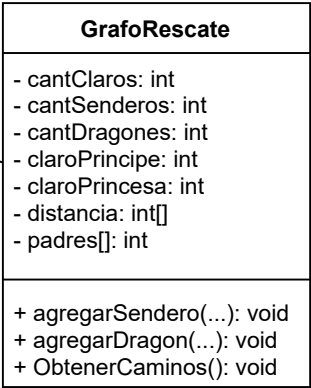 GrafoRescate
- cantClaros: int
- cantSenderos: int
- cantDragones: int
- claroPrincipe: int
- claroPrincesa: int
- distancia: int[]
- padres[]: int
+ agregarSendero(...): void
+ agregarDragon(...): void
+ ObtenerCaminos(): void